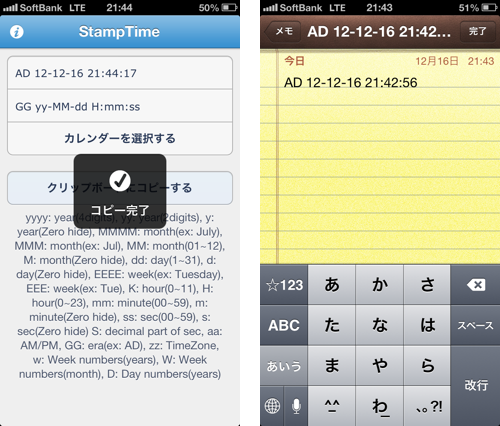 SoftBank LTE 21:44 50%
StampTime
AD 12-12-16 21:44:17
GG yy-MM-dd H:mm:ss
カレンダーを選択する
クリップボードにコピーする
コピー完了
yyyy: year(4digits), yy: year(2digits), y:
year(Zero hide), MMMM: month(ex: July),
MMM: month(ex: Jul), MM: month(01~12),
M: month(Zero hide), dd: day(1~31), d:
day(Zero hide), EEEE: week(ex: Tuesday),
EEE: week(ex: Tue), K: hour(0~11), H:
hour(0~23), mm: minute(00~59), m:
minute(Zero hide), ss: sec(00~59), s:
sec(Zero hide) S: decimal part of sec, aa:
AM/PM, GG: era(ex: AD), zz: TimeZone,
w: Week numbers(years), W: Week
numbers(month), D: Day numbers(years)
SoftBank LTE 21:43 51%
メモ AD 12-12-16 21:42... 完了
今日 12月16日 21:43
AD 12-12-16 21:42:56
☆123 あ か さ
ABC た な は スペース
あいう ま や ら 改行
^^ わ 、。?!